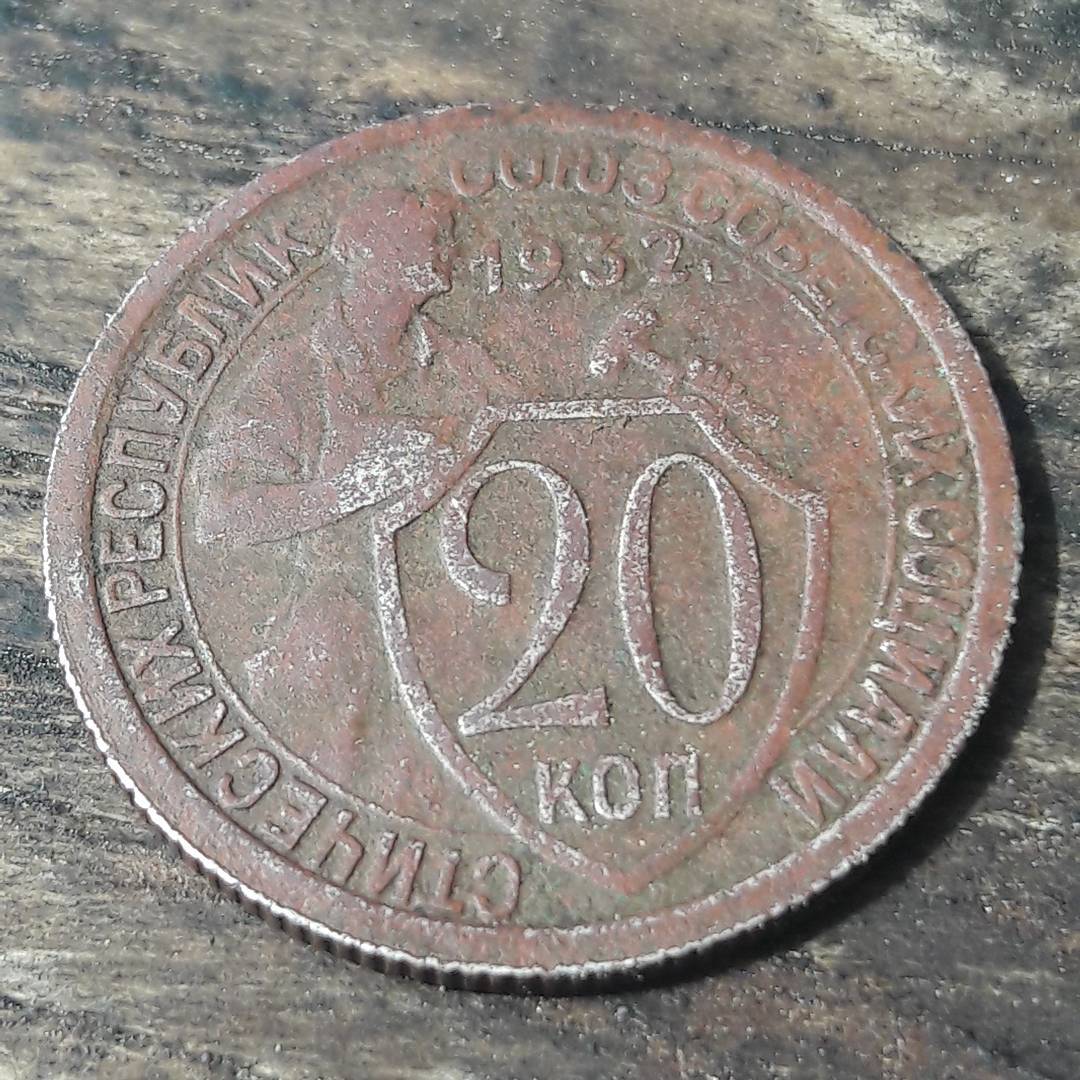 СОЮЗ СОВЕТСКИХ СОЦИАЛИСТИЧЕСКИХ РЕСПУБЛИК
1932
20
КОП